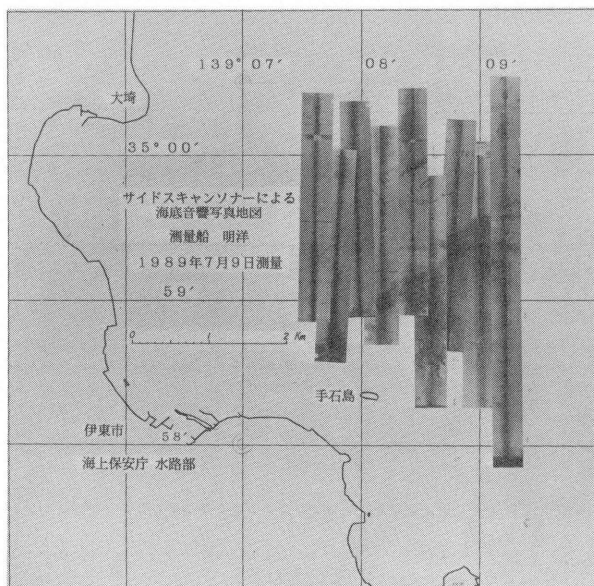 139°07′ 08′ 09′
大埼
35°00′
サイドスキャンソナーによる
海底音響写真地図
測量船 明洋
1989年7月9日測量
59′
0 1 2 Km
手石島
伊東市
58′
海上保安庁 水路部